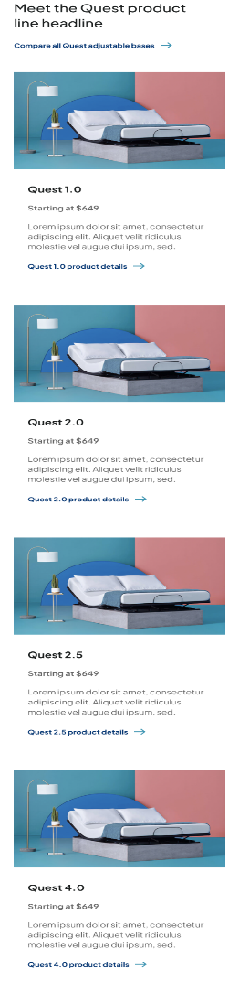 Meet the Quest product
line headline
Compare all Quest adjustable bases
Quest 1.0
Starting at $649
Lorem ipsum dolor sit amet, consectetur
adipiscing elit. Aliquet velit ridiculus
molestie vel augue dui ipsum, sed.
Quest 1.0 product details
Quest 2.0
Starting at $649
Lorem ipsum dolor sit amet, consectetur
adipiscing elit. Aliquet velit ridiculus
molestie vel augue dui ipsum, sed.
Quest 2.0 product details
Quest 2.5
Starting at $649
Lorem ipsum dolor sit amet, consectetur
adipiscing elit. Aliquet velit ridiculus
molestie vel augue dui ipsum, sed.
Quest 2.5 product details
Quest 4.0
Starting at $649
Lorem ipsum dolor sit amet, consectetur
adipiscing elit. Aliquet velit ridiculus
molestie vel augue dui ipsum, sed.
Quest 4.0 product details